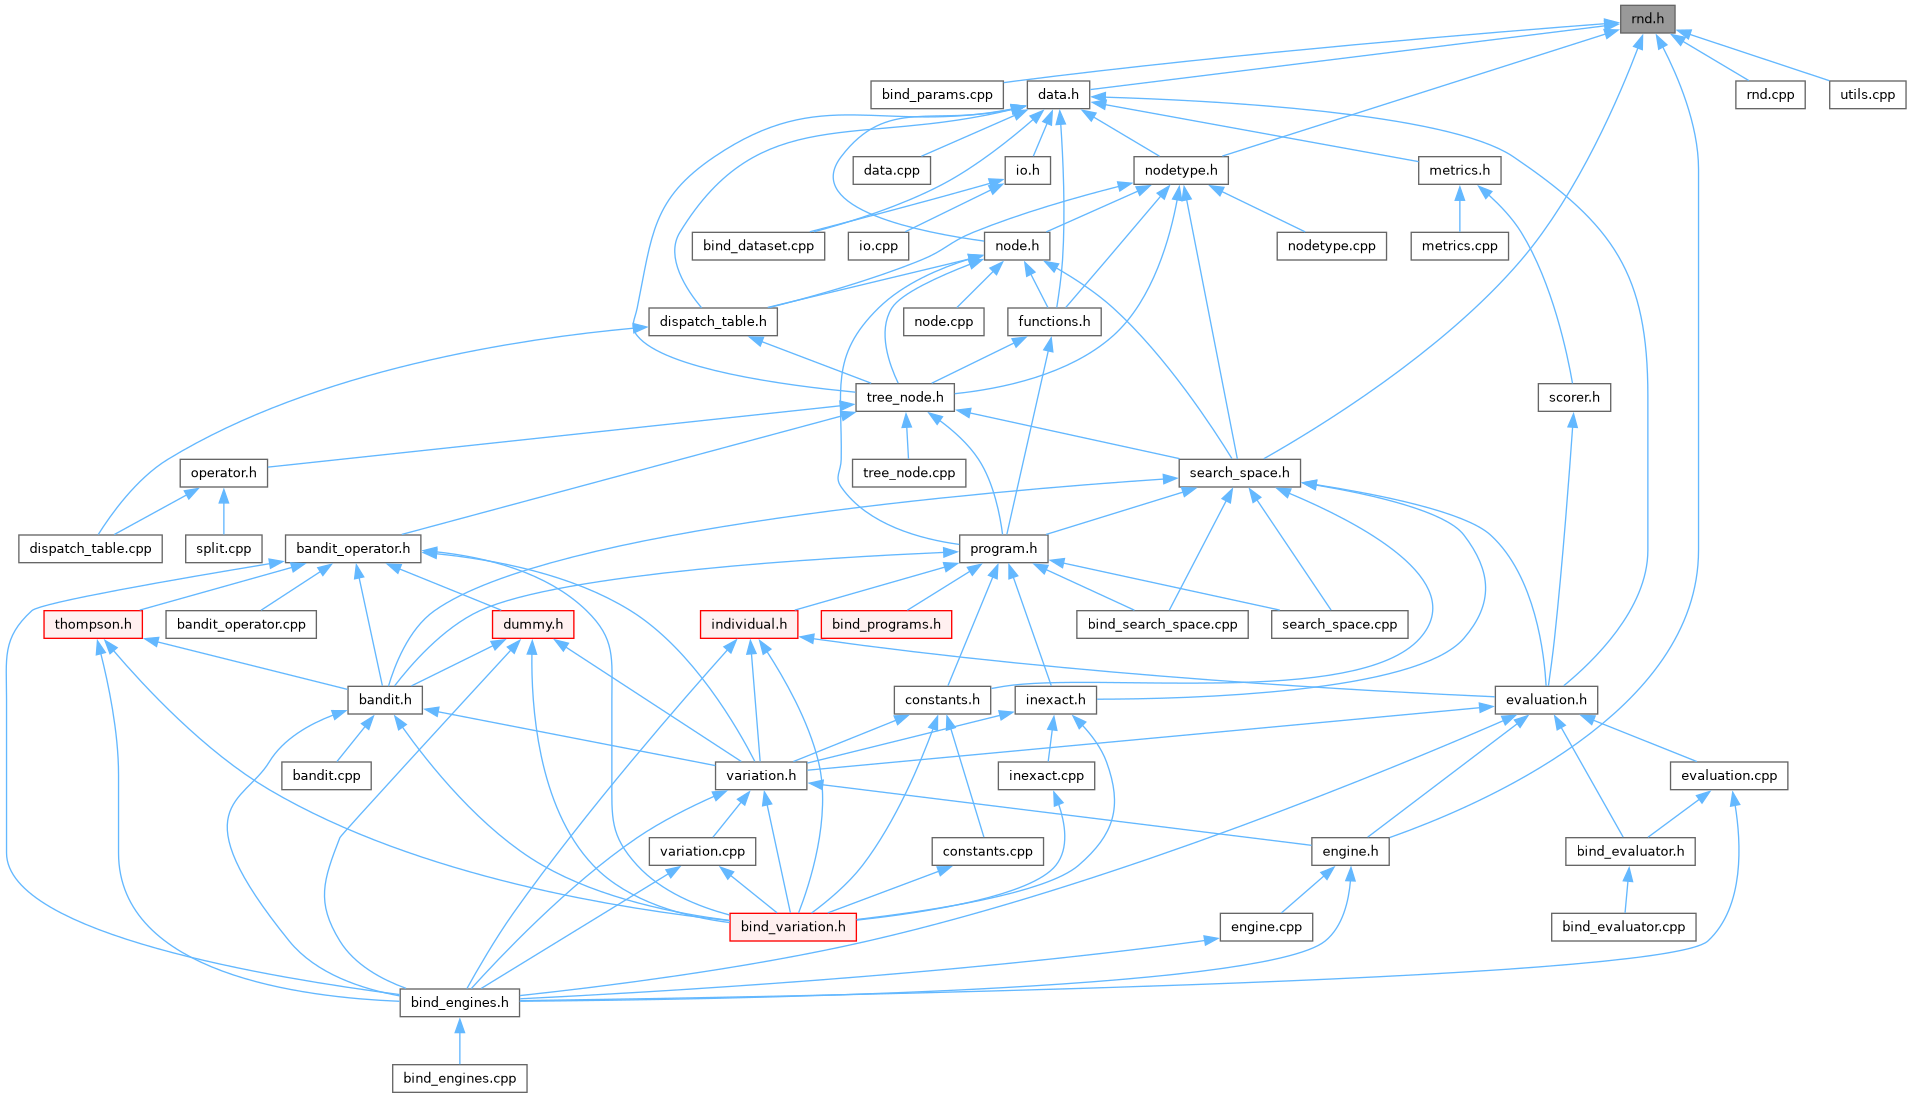 rnd.h
bind_params.cpp
data.h
rnd.cpp
utils.cpp
data.cpp
io.h
nodetype.h
metrics.h
bind_dataset.cpp
io.cpp
node.h
nodetype.cpp
metrics.cpp
dispatch_table.h
node.cpp
functions.h
tree_node.h
scorer.h
operator.h
tree_node.cpp
search_space.h
dispatch_table.cpp
split.cpp
bandit_operator.h
program.h
thompson.h
bandit_operator.cpp
dummy.h
individual.h
bind_programs.h
bind_search_space.cpp
search_space.cpp
bandit.h
constants.h
inexact.h
evaluation.h
bandit.cpp
variation.h
inexact.cpp
evaluation.cpp
variation.cpp
constants.cpp
engine.h
bind_evaluator.h
bind_variation.h
engine.cpp
bind_evaluator.cpp
bind_engines.h
bind_engines.cpp